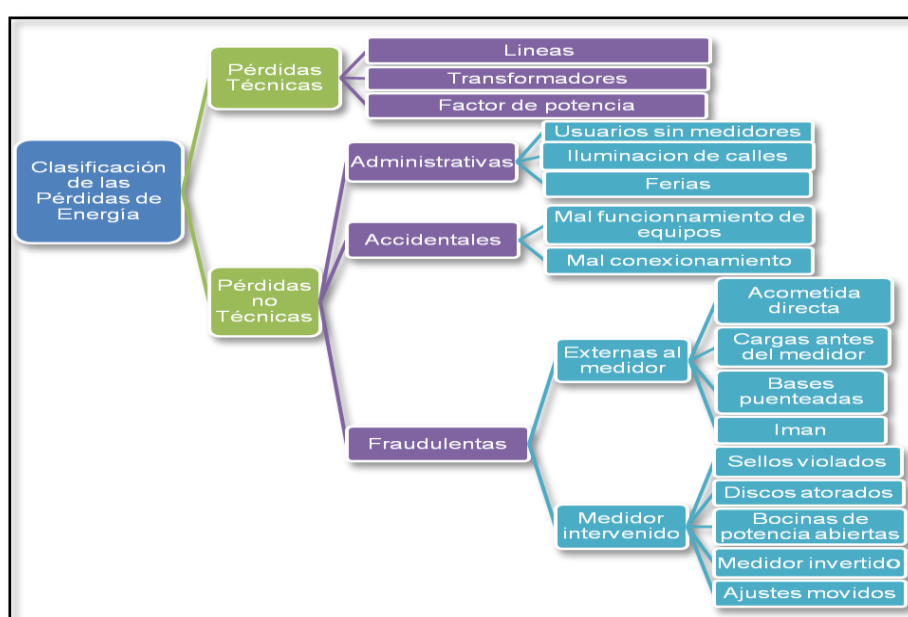 Clasificación
de las
Pérdidas de
Energía
Pérdidas
Técnicas
Lineas
Transformadores
Factor de potencia
Pérdidas
no
Técnicas
Administrativas
Usuarios sin medidores
Iluminacion de calles
Ferias
Accidentales
Mal funcionnamiento de
equipos
Mal conexionamiento
Fraudulentas
Externas al
medidor
Acometida
directa
Cargas antes
del medidor
Bases
puenteadas
Iman
Medidor
intervenido
Sellos violados
Discos atorados
Bocinas de
potencia abiertas
Medidor invertido
Ajustes movidos